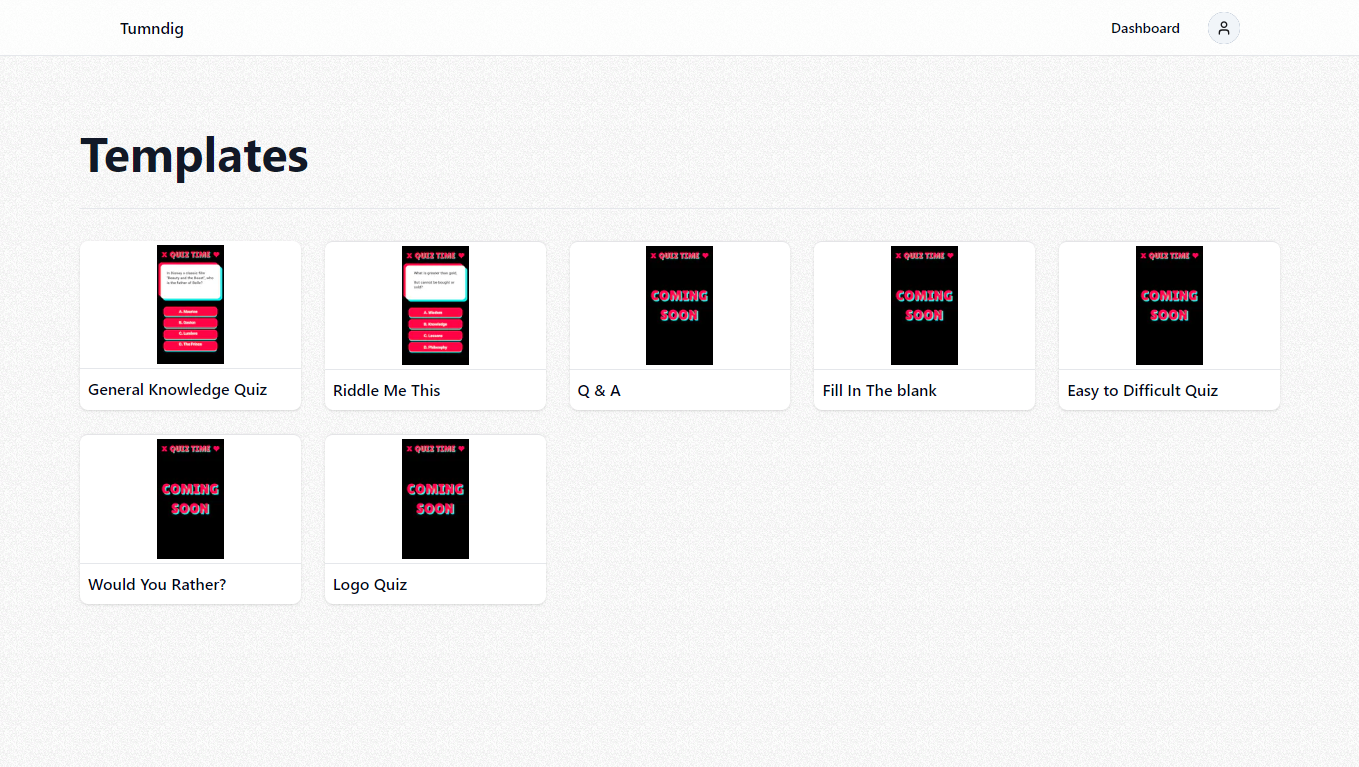 Tumndig
Dashboard
Templates
X QUIZ TIME
In Disney's classic film
"Beauty and the Beast", who
is the Father of Belle?
A. Maurice
B. Gaston
C. Lumiere
D. The Prince
General Knowledge Quiz
X QUIZ TIME
What is greater than gold,
But cannot be bought or
sold?
A. Wisdom
B. Knowledge
C. Lessons
D. Philosophy
Riddle Me This
X QUIZ TIME
COMING
SOON
Q & A
X QUIZ TIME
COMING
SOON
Fill In The blank
X QUIZ TIME
COMING
SOON
Easy to Difficult Quiz
X QUIZ TIME
COMING
SOON
Would You Rather?
X QUIZ TIME
COMING
SOON
Logo Quiz